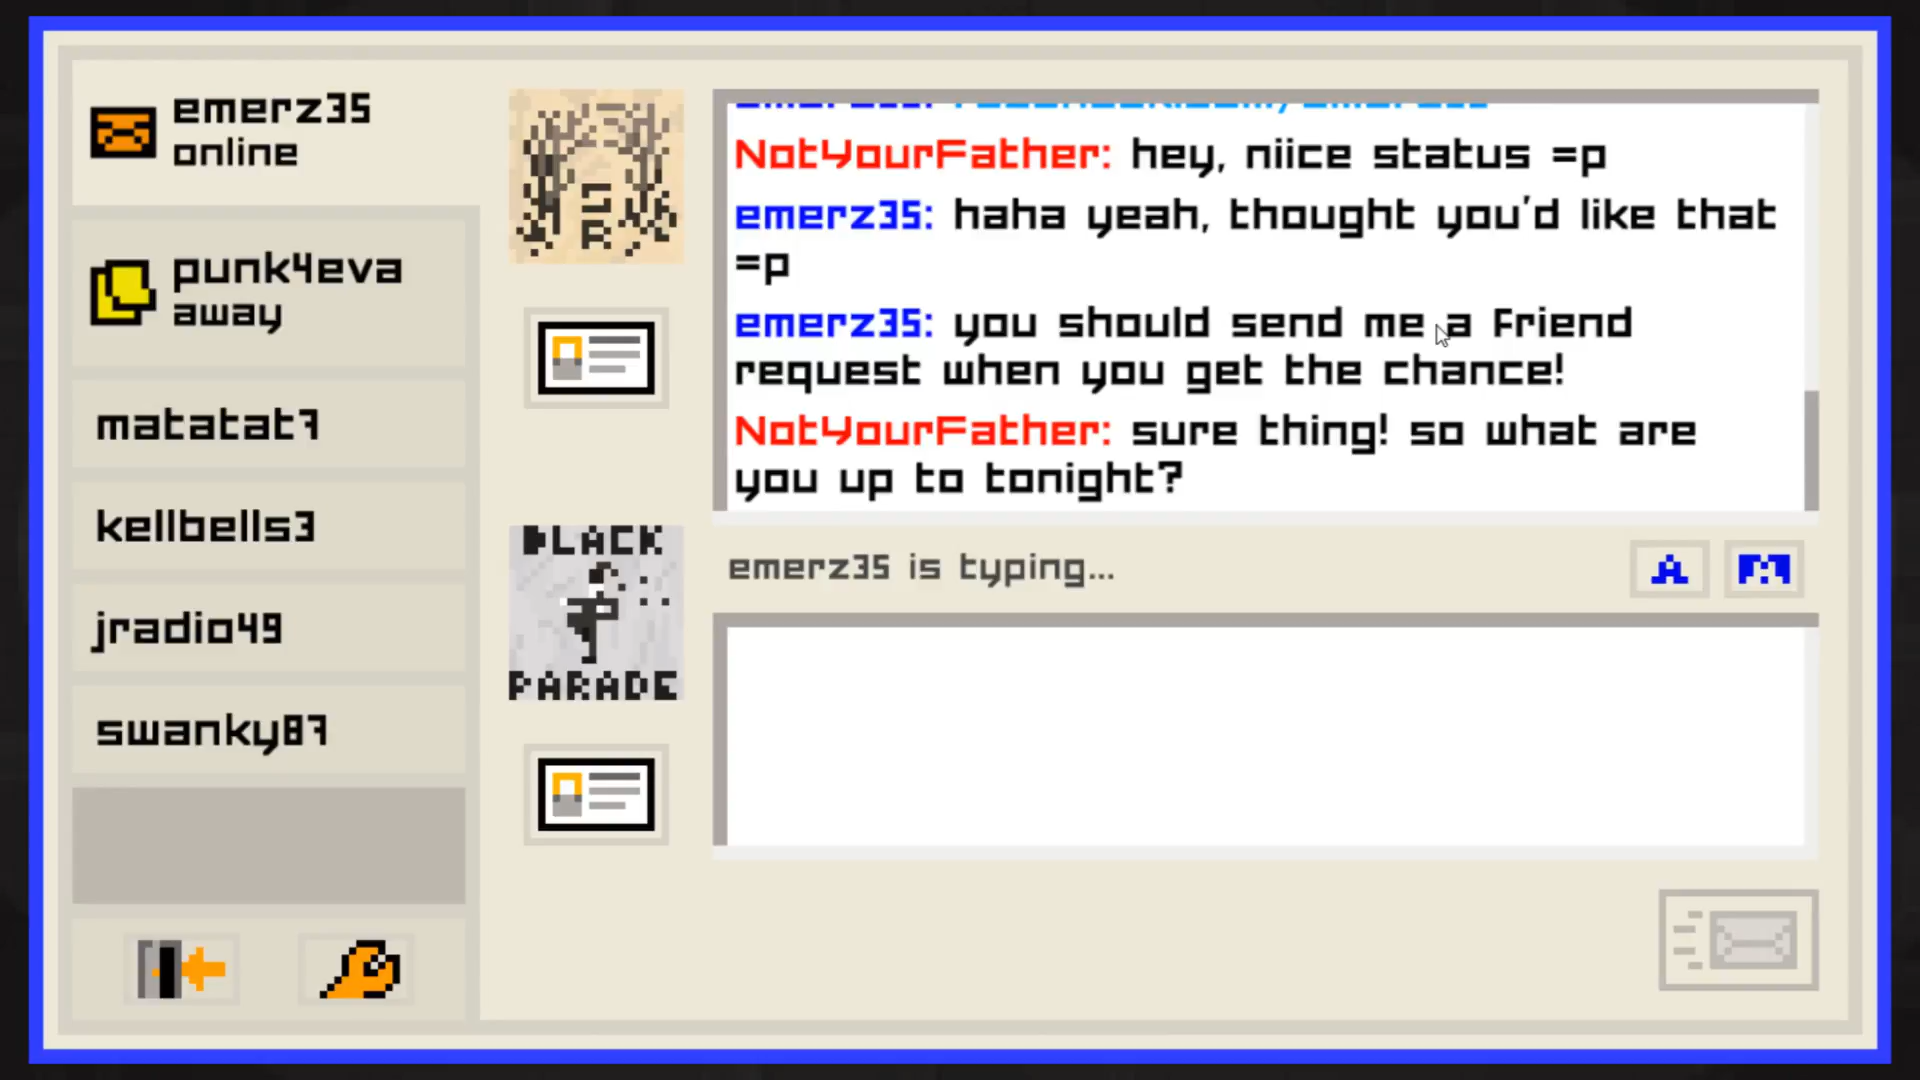 emerz35
online
punk4eva
away
matatat7
kellbells3
jradio49
swanky87
NotYourFather: hey, niice status =p
emerz35: haha yeah, thought you'd like that
=p
emerz35: you should send me a friend
request when you get the chance!
NotYourFather: sure thing! so what are
you up to tonight?
emerz35 is typing...
A
BLACK
PARADE